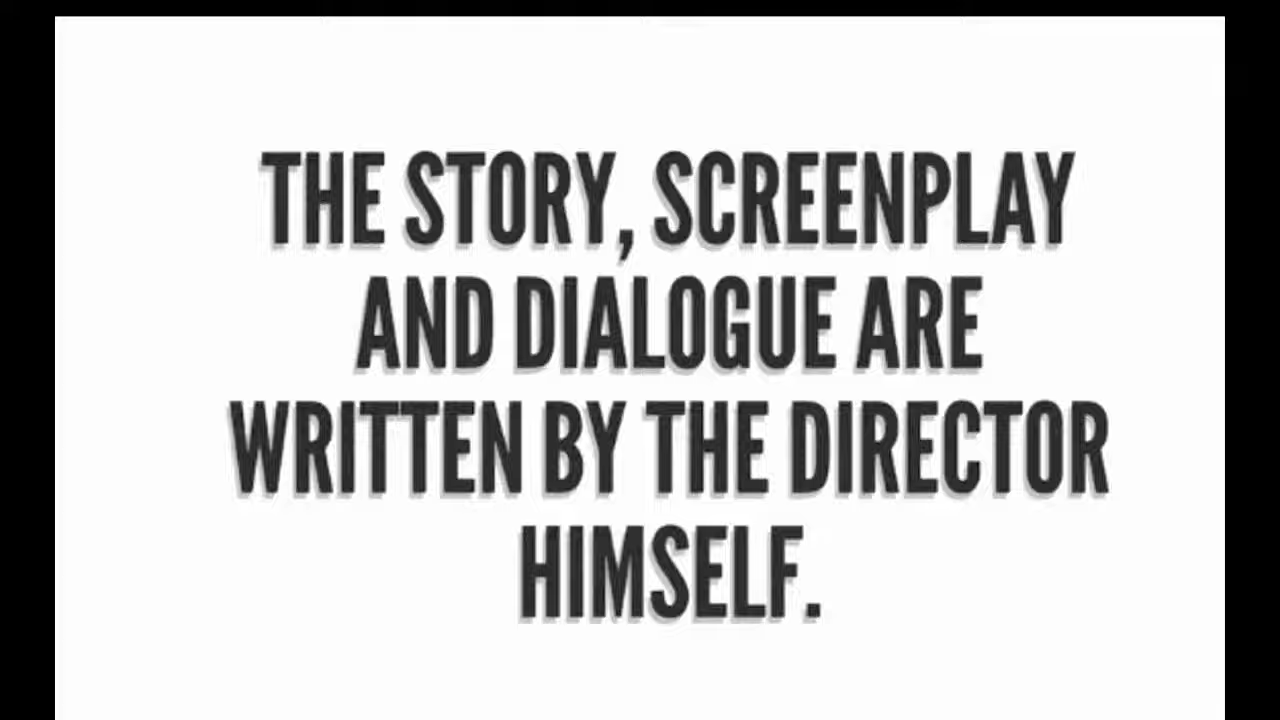 THE STORY, SCREENPLAY
AND DIALOGUE ARE
WRITTEN BY THE DIRECTOR
HIMSELF.